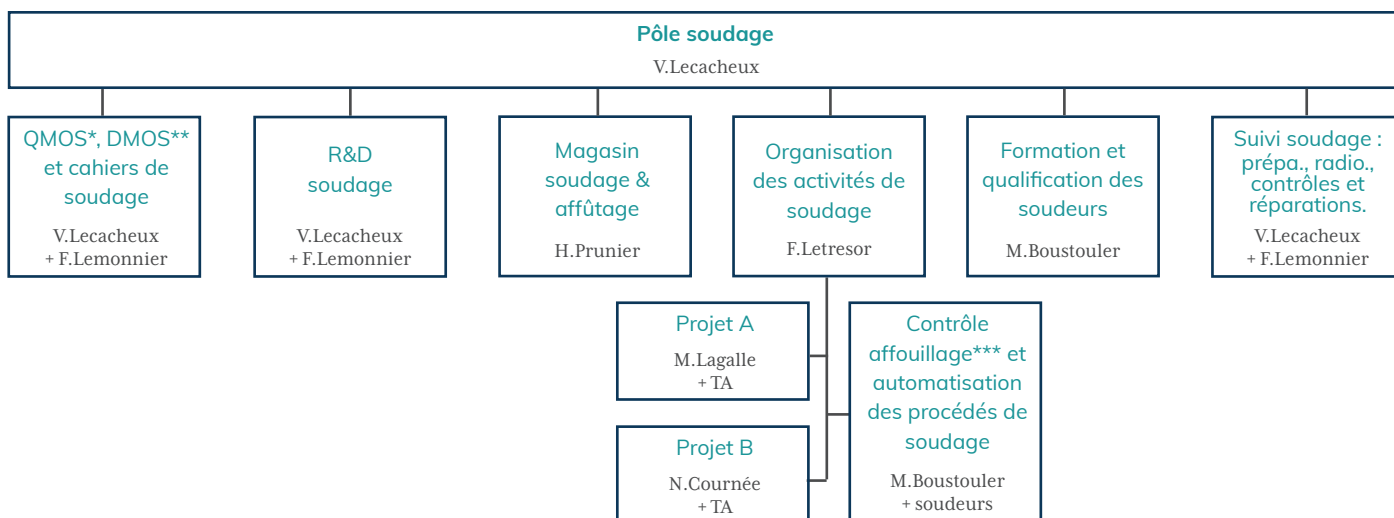 Pôle soudage
V.Lecacheux
QMOS*, DMOS**
et cahiers de
soudage
V.Lecacheux
+ F.Lemonnier
R&D
soudage
V.Lecacheux
+ F.Lemonnier
Magasin
soudage &
affûtage
H.Prunier
Organisation
des activités de
soudage
F.Letresor
Formation et
qualification des
soudeurs
M.Boustouler
Suivi soudage :
prépa., radio.,
contrôles et
réparations.
V.Lecacheux
+ F.Lemonnier
Projet A
M.Lagalle
+ TA
Projet B
N.Cournée
+ TA
Contrôle
affouillage*** et
automatisation
des procédés de
soudage
M.Boustouler
+ soudeurs